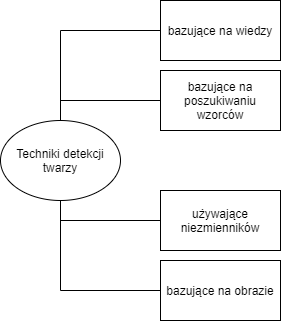 bazujące na wiedzy
bazujące na
poszukiwaniu
wzorców
Techniki detekcji
twarzy
używające
niezmienników
bazujące na obrazie